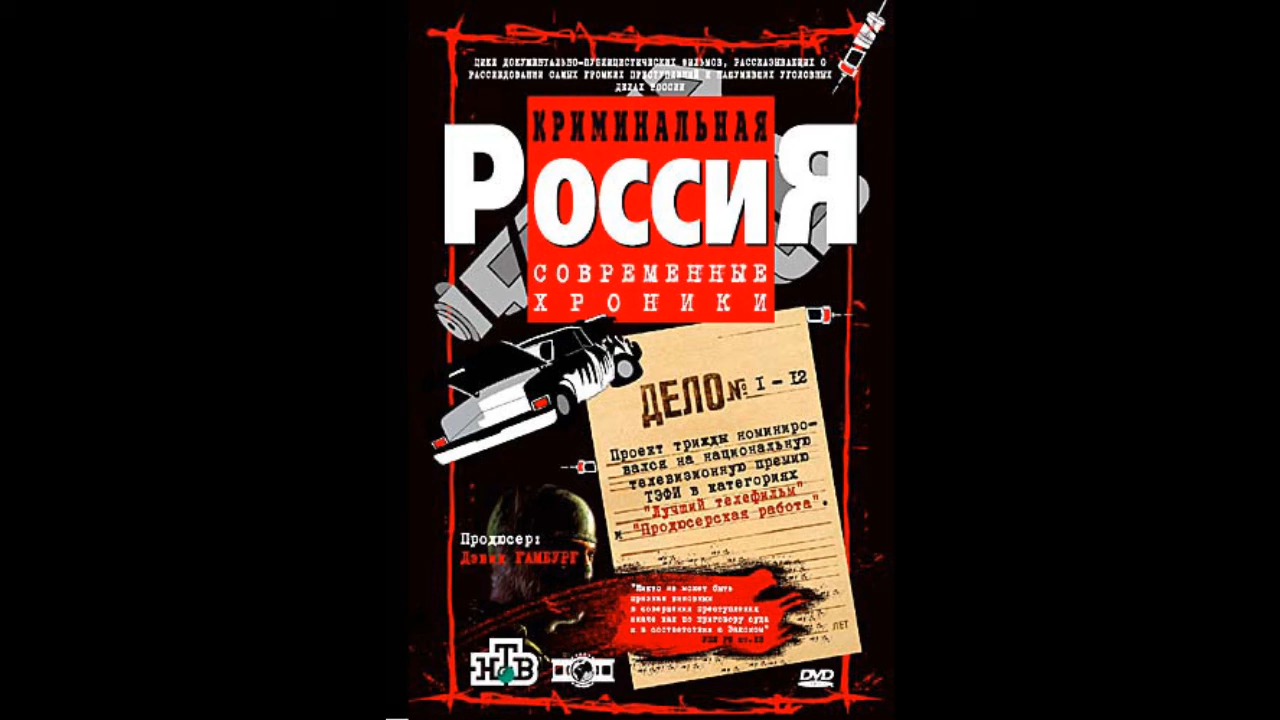 ЦИКЛ ДОКУМЕНТАЛЬНО-ПУБЛИЦИСТИЧЕСКИХ ФИЛЬМОВ, РАССКАЗЫВАЮЩИХ О
РАССЛЕДОВАНИИ САМЫХ ГРОМКИХ ПРЕСТУПЛЕНИЙ И НАШУМЕВШИХ УГОЛОВНЫХ
ДЕЛАХ РОССИИ
КРИМИНАЛЬНАЯ
РОССИЯ
СОВРЕМЕННЫЕ
ХРОНИКИ
ДЕЛО № 1 - 12
Проект трижды номиниро-
вался на национальную
телевизионную премию
ТЭФИ в категориях
"Лучший телефильм"
и "Продюсерская работа".
Продюсер:
Дэвид ГАМБУРГ
"Никто не может быть
признан виновным
в совершении преступления
иначе как по приговору суда
и в соответствии с Законом"
ЛЕТ
НТВ
DVD